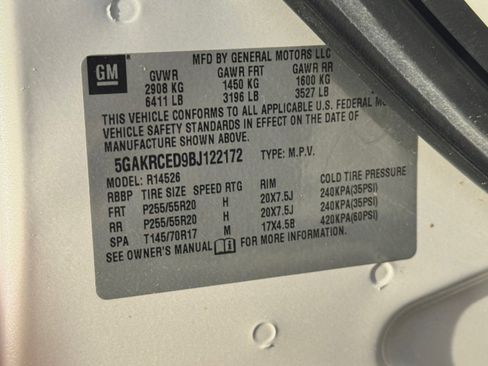 GM
MFD BY GENERAL MOTORS LLC
GVWR GAWR FRT GAWR RR
2908 KG 1450 KG 1600 KG
6411 LB 3196 LB 3527 LB
THIS VEHICLE CONFORMS TO ALL APPLICABLE U.S. FEDERAL
VEHICLE SAFETY STANDARDS IN EFFECT ON THE DATE OF
MANUFACTURE SHOWN ABOVE.
5GAKRCED9BJ122172 TYPE: M.P.V.
MODEL: R14526
RBBP TIRE SIZE SPEED RTG RIM COLD TIRE PRESSURE
FRT P255/55R20 H 20X7.5J 240KPA(35PSI)
RR P255/55R20 H 20X7.5J 240KPA(35PSI)
SPA T145/70R17 M 17X4.5B 420KPA(60PSI)
SEE OWNER'S MANUAL FOR ADDITIONAL INFORMATION.